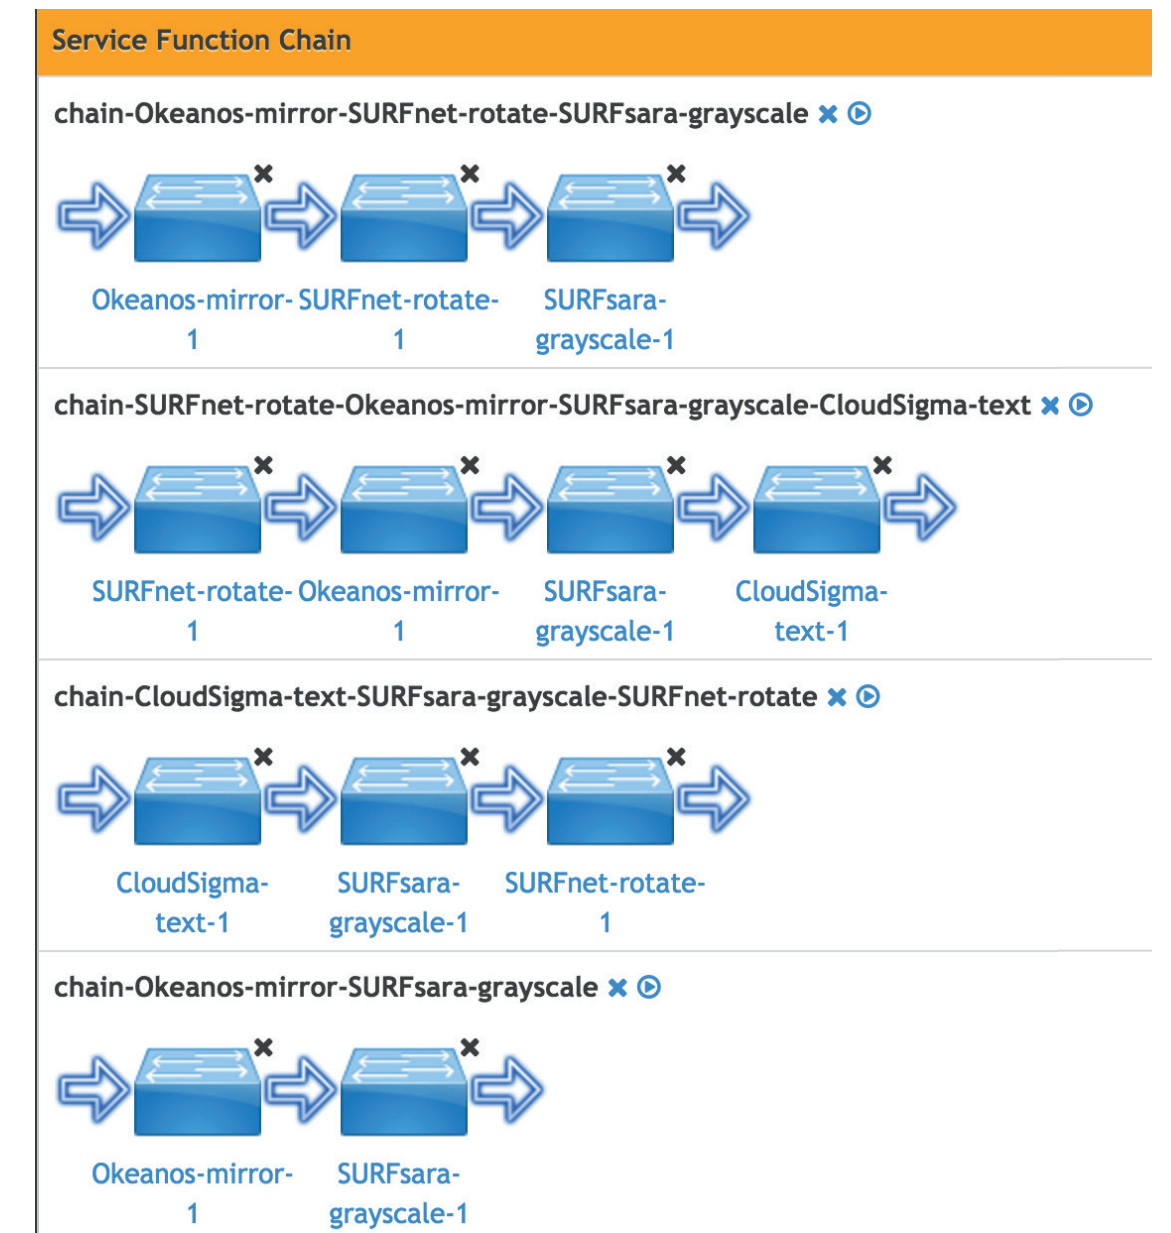 Service Function Chain
chain-Okeanos-mirror-SURFnet-rotate-SURFsara-grayscale
Okeanos-mirror-
1
SURFnet-rotate-
1
SURFsara-
grayscale-1
chain-SURFnet-rotate-Okeanos-mirror-SURFsara-grayscale-CloudSigma-text
SURFnet-rotate-
1
Okeanos-mirror-
1
SURFsara-
grayscale-1
CloudSigma-
text-1
chain-CloudSigma-text-SURFsara-grayscale-SURFnet-rotate
CloudSigma-
text-1
SURFsara-
grayscale-1
SURFnet-rotate-
1
chain-Okeanos-mirror-SURFsara-grayscale
Okeanos-mirror-
1
SURFsara-
grayscale-1